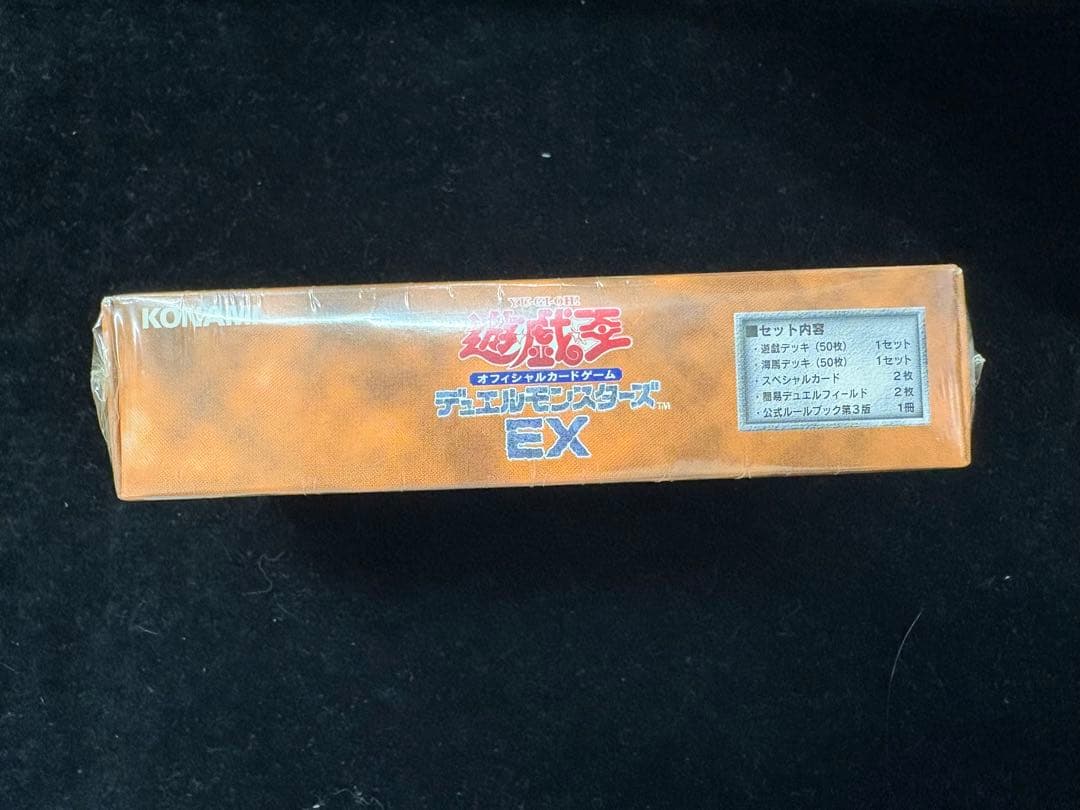 KONAMI
YU-GI-OH!
遊戯王
オフィシャルカードゲーム
デュエルモンスターズ™
EX
■セット内容
・遊戯デッキ（50枚） 1セット
・海馬デッキ（50枚） 1セット
・スペシャルカード 2枚
・簡易デュエルフィールド 2枚
・公式ルールブック第3版 1冊